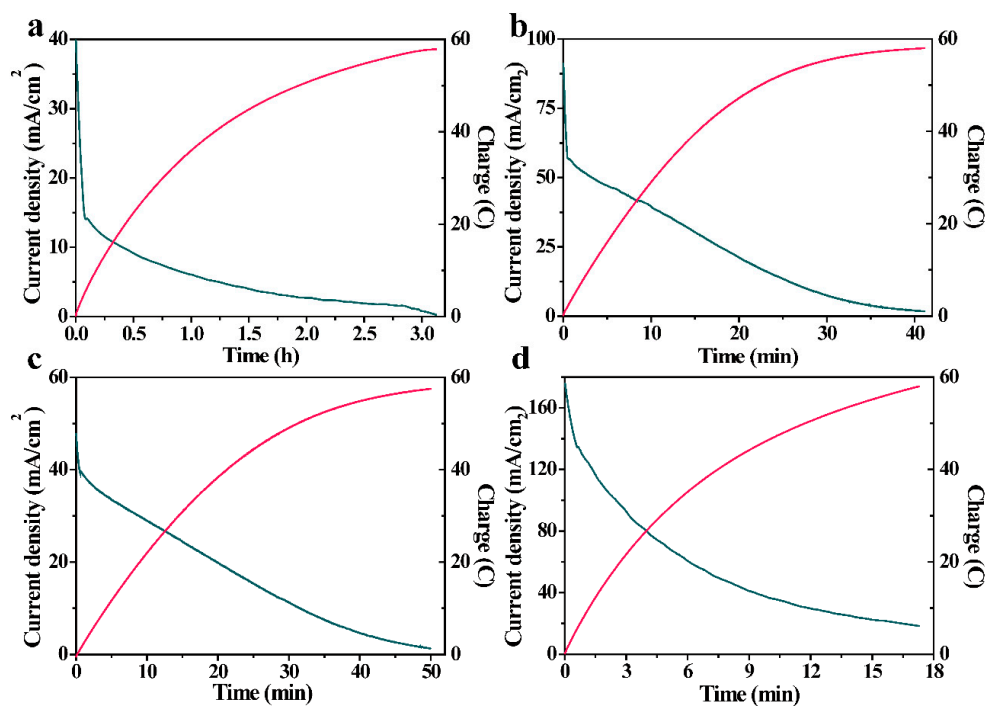 a
40
30
20
10
0
Current density (mA/cm²)
60
40
20
0
Charge (C)
0.0 0.5 1.0 1.5 2.0 2.5 3.0
Time (h)
b
100
75
50
25
0
Current density (mA/cm₂)
60
40
20
0
Charge (C)
0 10 20 30 40
Time (min)
c
60
40
20
0
Current density (mA/cm²)
60
40
20
0
Charge (C)
0 10 20 30 40 50
Time (min)
d
160
120
80
40
0
Current density (mA/cm₂)
60
40
20
0
Charge (C)
0 3 6 9 12 15 18
Time (min)